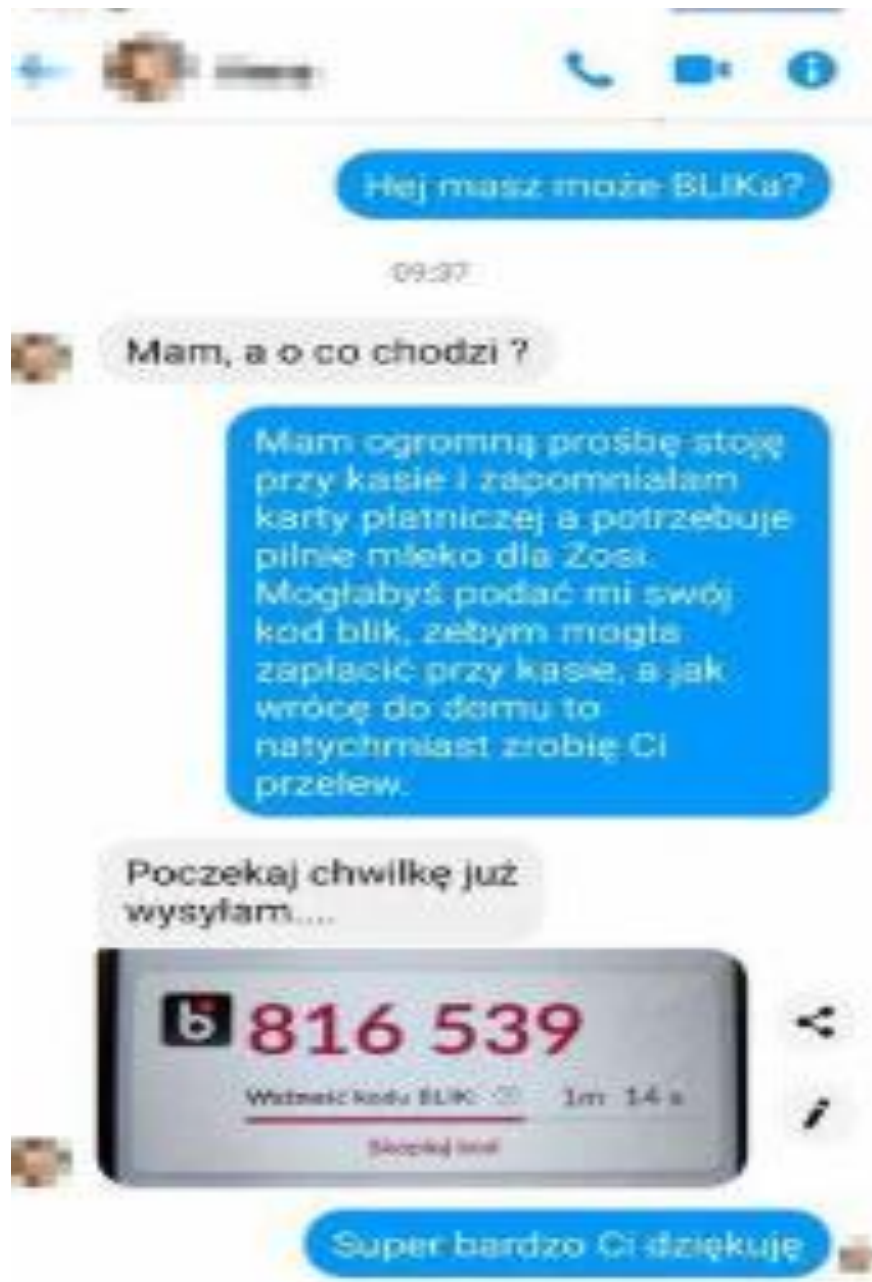 Hej masz może BLIKa?
09:37
Mam, a o co chodzi ?
Mam ogromną prośbę stoję
przy kasie i zapomniałam
karty płatniczej a potrzebuje
pilnie mleko dla Zosi.
Mogłabyś podać mi swój
kod blik, żebym mogła
zapłacić przy kasie, a jak
wrócę do domu to
natychmiast zrobię Ci
przelew.
Poczekaj chwilkę już
wysyłam....
816 539
Ważność kodu BLIK: 1m 14 s
Skopiuj kod
Super bardzo Ci dziękuję